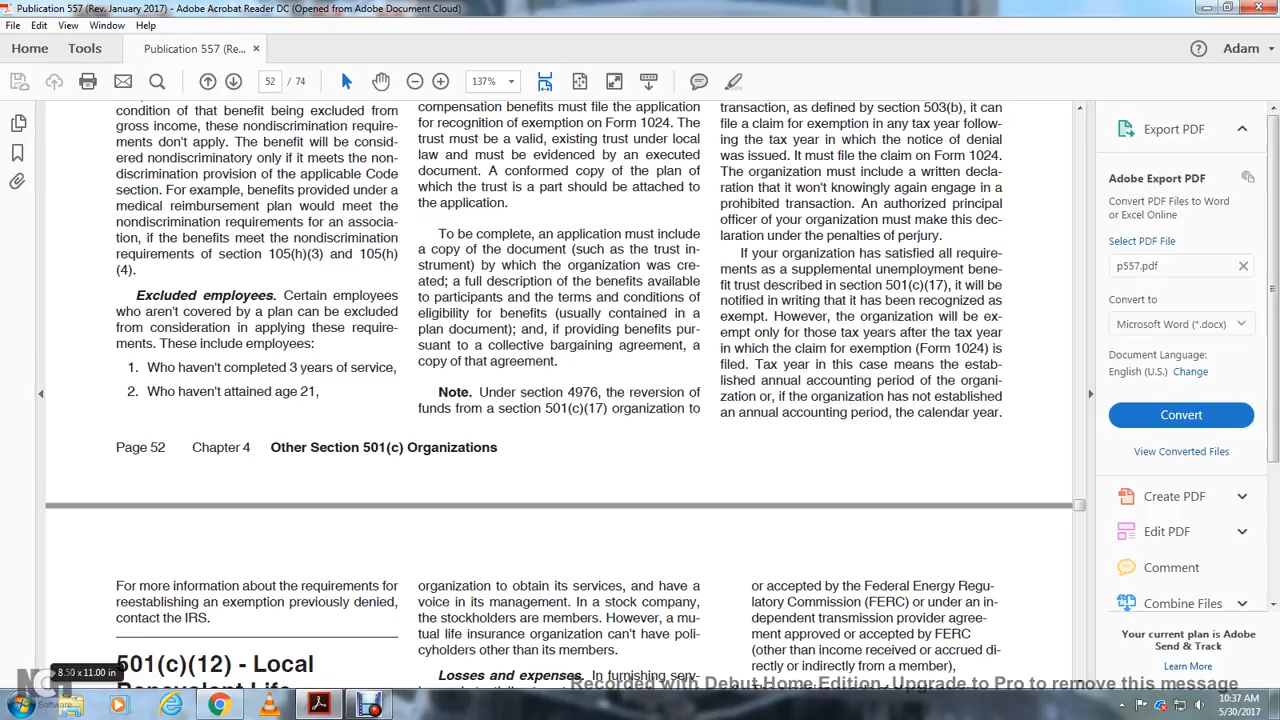 Publication 557 (Rev. January 2017) - Adobe Acrobat Reader DC (Opened from Adobe Document Cloud)
File Edit View Window Help
Home Tools Publication 557 (Re... × Adam
52 / 74 137%
condition of that benefit being excluded from
gross income, these nondiscrimination require-
ments don't apply. The benefit will be consid-
ered nondiscriminatory only if it meets the non-
discrimination provision of the applicable Code
section. For example, benefits provided under a
medical reimbursement plan would meet the
nondiscrimination requirements for an associa-
tion, if the benefits meet the nondiscrimination
requirements of section 105(h)(3) and 105(h)
(4).
Excluded employees. Certain employees
who aren't covered by a plan can be excluded
from consideration in applying these require-
ments. These include employees:
1. Who haven't completed 3 years of service,
2. Who haven't attained age 21,
compensation benefits must file the application
for recognition of exemption on Form 1024. The
trust must be a valid, existing trust under local
law and must be evidenced by an executed
document. A conformed copy of the plan of
which the trust is a part should be attached to
the application.
To be complete, an application must include
a copy of the document (such as the trust in-
strument) by which the organization was cre-
ated; a full description of the benefits available
to participants and the terms and conditions of
eligibility for benefits (usually contained in a
plan document); and, if providing benefits pur-
suant to a collective bargaining agreement, a
copy of that agreement.
Note. Under section 4976, the reversion of
funds from a section 501(c)(17) organization to
transaction, as defined by section 503(b), it can
file a claim for exemption in any tax year follow-
ing the tax year in which the notice of denial
was issued. It must file the claim on Form 1024.
The organization must include a written decla-
ration that it won't knowingly again engage in a
prohibited transaction. An authorized principal
officer of your organization must make this dec-
laration under the penalties of perjury.
If your organization has satisfied all require-
ments as a supplemental unemployment bene-
fit trust described in section 501(c)(17), it will be
notified in writing that it has been recognized as
exempt. However, the organization will be ex-
empt only for those tax years after the tax year
in which the claim for exemption (Form 1024) is
filed. Tax year in this case means the estab-
lished annual accounting period of the organi-
zation or, if the organization has not established
an annual accounting period, the calendar year.
Page 52 Chapter 4 Other Section 501(c) Organizations
For more information about the requirements for
reestablishing an exemption previously denied,
contact the IRS.
501(c)(12) - Local
Benevolent Life
organization to obtain its services, and have a
voice in its management. In a stock company,
the stockholders are members. However, a mu-
tual life insurance organization can't have poli-
cyholders other than its members.
Losses and expenses. In furnishing serv-
or accepted by the Federal Energy Regu-
latory Commission (FERC) or under an in-
dependent transmission provider agree-
ment approved or accepted by FERC
(other than income received or accrued di-
rectly or indirectly from a member),
Export PDF
Adobe Export PDF
Convert PDF Files to Word
or Excel Online
Select PDF File
p557.pdf
Convert to
Microsoft Word (*.docx)
Document Language:
English (U.S.) Change
Convert
View Converted Files
Create PDF
Edit PDF
Comment
Combine Files
Your current plan is Adobe
Send & Track
Learn More
8.50 x 11.00 in
NCH Software
Recorded with Debut Home Edition. Upgrade to Pro to remove this message
10:37 AM
5/30/2017